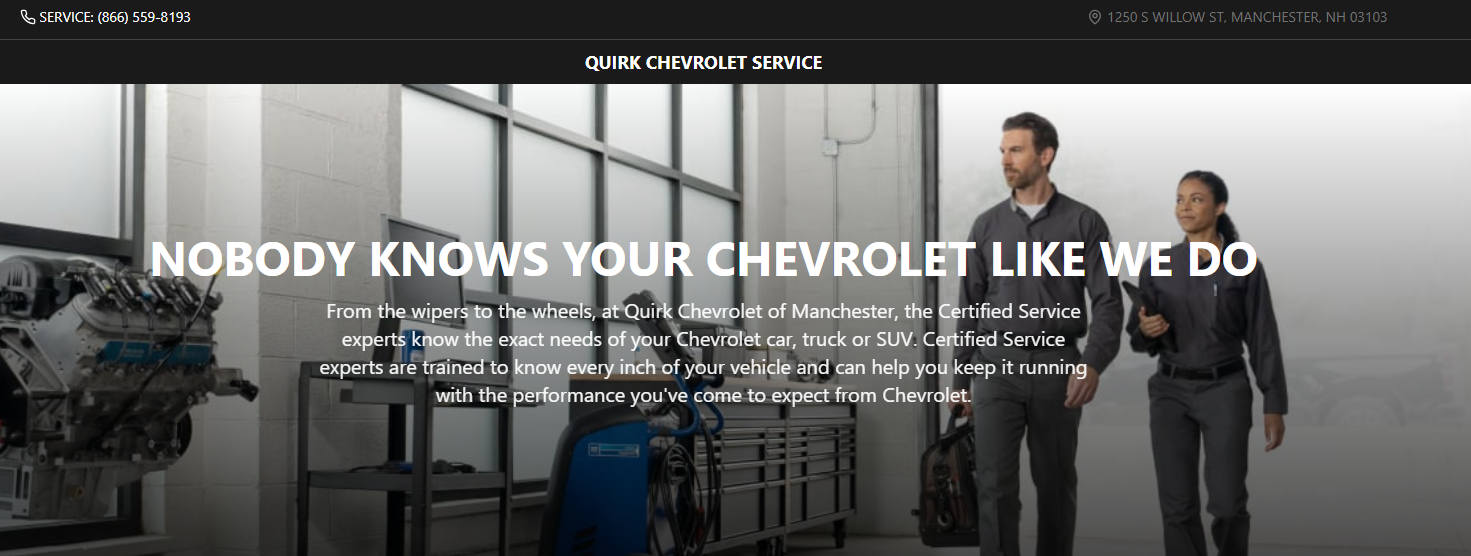 SERVICE: (866) 559-8193
1250 S WILLOW ST, MANCHESTER, NH 03103
QUIRK CHEVROLET SERVICE
NOBODY KNOWS YOUR CHEVROLET LIKE WE DO
From the wipers to the wheels, at Quirk Chevrolet of Manchester, the Certified Service
experts know the exact needs of your Chevrolet car, truck or SUV. Certified Service
experts are trained to know every inch of your vehicle and can help you keep it running
with the performance you've come to expect from Chevrolet.